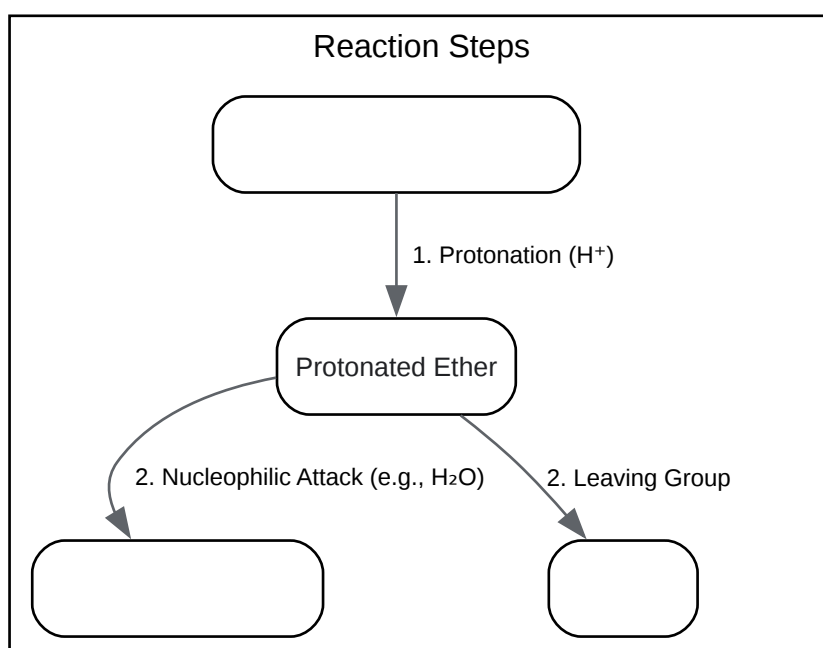 Reaction Steps
1. Protonation (H⁺)
Protonated Ether
2. Nucleophilic Attack (e.g., H₂O)
2. Leaving Group